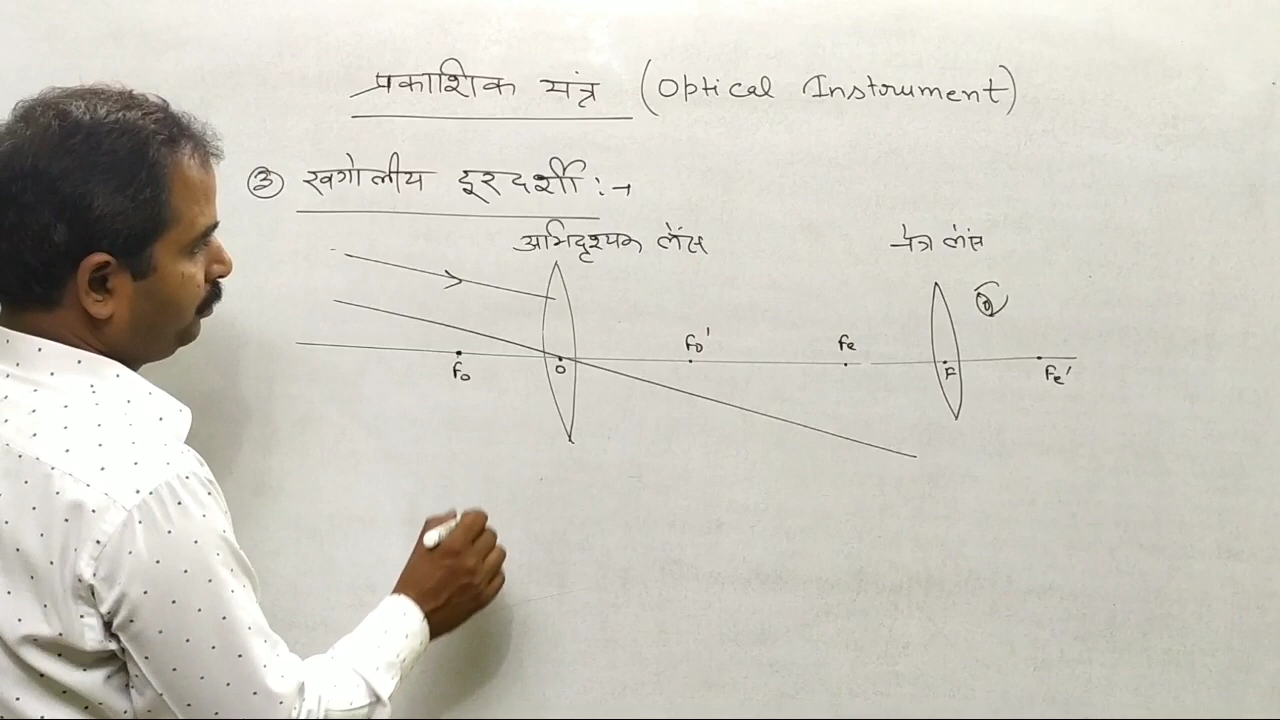 प्रकाशिक यंत्र (Optical Instrument)
③ खगोलीय दूरदर्शी :→
अभिदृश्यक लेंस नेत्र लेंस
Fo' Fe
Fo O E Fe'